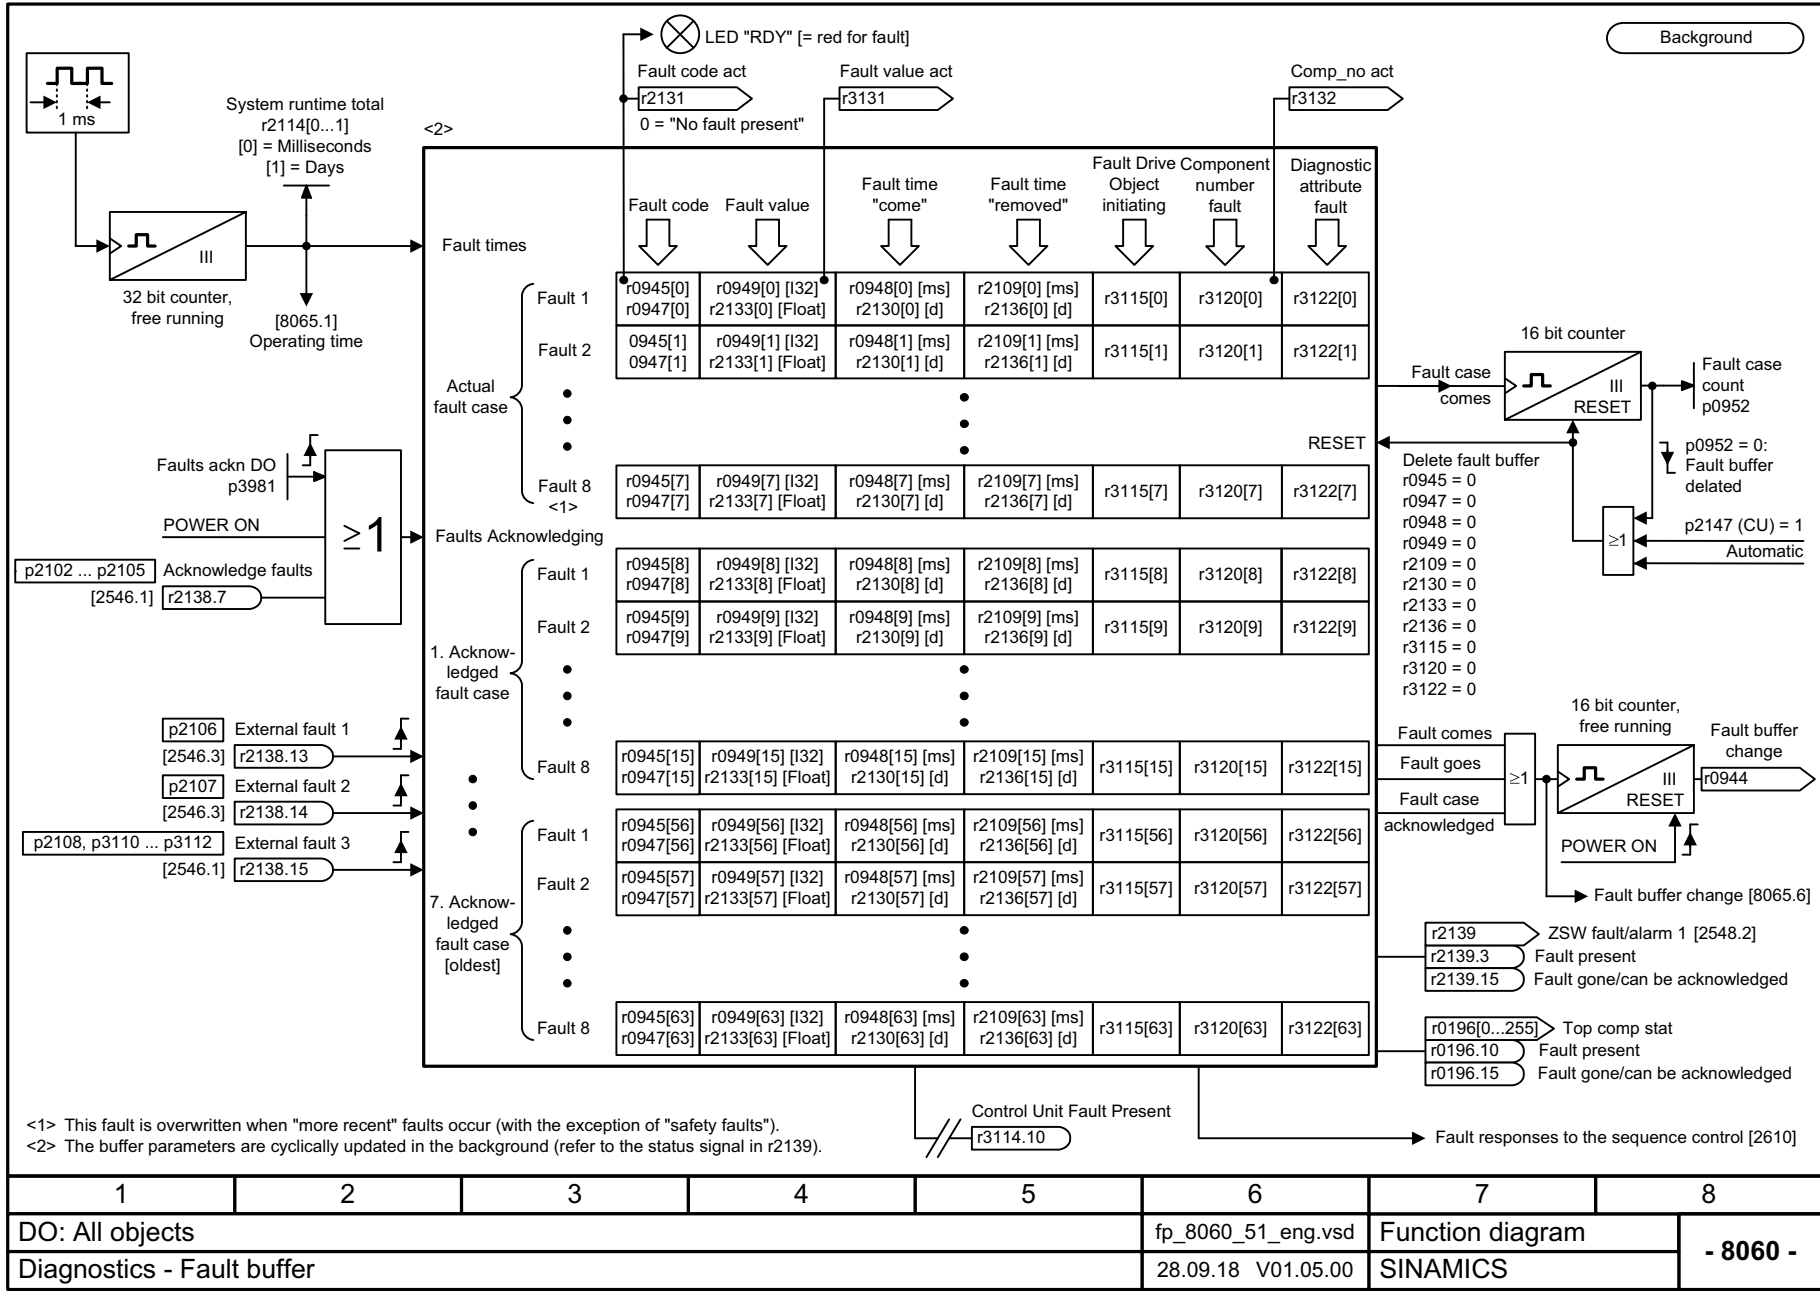 LED "RDY" [= red for fault]
Background
1 ms
Fault code act
r2131
0 = "No fault present"
Fault value act
r3131
Comp_no act
r3132
System runtime total
r2114[0...1]
[0] = Milliseconds
[1] = Days
<2>
III
32 bit counter,
free running
[8065.1]
Operating time
Fault times
Fault code
Fault value
Fault time
"come"
Fault time
"removed"
Fault Drive
Object
initiating
Component
number
fault
Diagnostic
attribute
fault
Actual
fault case
Fault 1
r0945[0]
r0947[0]
r0949[0] [I32]
r2133[0] [Float]
r0948[0] [ms]
r2130[0] [d]
r2109[0] [ms]
r2136[0] [d]
r3115[0]
r3120[0]
r3122[0]
Fault 2
0945[1]
0947[1]
r0949[1] [I32]
r2133[1] [Float]
r0948[1] [ms]
r2130[1] [d]
r2109[1] [ms]
r2136[1] [d]
r3115[1]
r3120[1]
r3122[1]
Fault 8
<1>
r0945[7]
r0947[7]
r0949[7] [I32]
r2133[7] [Float]
r0948[7] [ms]
r2130[7] [d]
r2109[7] [ms]
r2136[7] [d]
r3115[7]
r3120[7]
r3122[7]
Faults ackn DO
p3981
POWER ON
≥1
p2102 ... p2105
Acknowledge faults
[2546.1]
r2138.7
Faults Acknowledging
1. Acknow-
ledged
fault case
Fault 1
r0945[8]
r0947[8]
r0949[8] [I32]
r2133[8] [Float]
r0948[8] [ms]
r2130[8] [d]
r2109[8] [ms]
r2136[8] [d]
r3115[8]
r3120[8]
r3122[8]
Fault 2
r0945[9]
r0947[9]
r0949[9] [I32]
r2133[9] [Float]
r0948[9] [ms]
r2130[9] [d]
r2109[9] [ms]
r2136[9] [d]
r3115[9]
r3120[9]
r3122[9]
Fault 8
r0945[15]
r0947[15]
r0949[15] [I32]
r2133[15] [Float]
r0948[15] [ms]
r2130[15] [d]
r2109[15] [ms]
r2136[15] [d]
r3115[15]
r3120[15]
r3122[15]
p2106
External fault 1
[2546.3]
r2138.13
p2107
External fault 2
[2546.3]
r2138.14
p2108, p3110 ... p3112
External fault 3
[2546.1]
r2138.15
7. Acknow-
ledged
fault case
[oldest]
Fault 1
r0945[56]
r0947[56]
r0949[56] [I32]
r2133[56] [Float]
r0948[56] [ms]
r2130[56] [d]
r2109[56] [ms]
r2136[56] [d]
r3115[56]
r3120[56]
r3122[56]
Fault 2
r0945[57]
r0947[57]
r0949[57] [I32]
r2133[57] [Float]
r0948[57] [ms]
r2130[57] [d]
r2109[57] [ms]
r2136[57] [d]
r3115[57]
r3120[57]
r3122[57]
Fault 8
r0945[63]
r0947[63]
r0949[63] [I32]
r2133[63] [Float]
r0948[63] [ms]
r2130[63] [d]
r2109[63] [ms]
r2136[63] [d]
r3115[63]
r3120[63]
r3122[63]
16 bit counter
Fault case
comes
III
RESET
Fault case
count
p0952
RESET
p0952 = 0:
Fault buffer
delated
Delete fault buffer
r0945 = 0
r0947 = 0
r0948 = 0
r0949 = 0
r2109 = 0
r2130 = 0
r2133 = 0
r2136 = 0
r3115 = 0
r3120 = 0
r3122 = 0
≥1
p2147 (CU) = 1
Automatic
16 bit counter,
free running
Fault comes
Fault goes
Fault case
acknowledged
≥1
III
RESET
Fault buffer
change
r0944
POWER ON
Fault buffer change [8065.6]
r2139
ZSW fault/alarm 1 [2548.2]
r2139.3
Fault present
r2139.15
Fault gone/can be acknowledged
r0196[0...255]
Top comp stat
r0196.10
Fault present
r0196.15
Fault gone/can be acknowledged
Control Unit Fault Present
r3114.10
Fault responses to the sequence control [2610]
<1> This fault is overwritten when "more recent" faults occur (with the exception of "safety faults").
<2> The buffer parameters are cyclically updated in the background (refer to the status signal in r2139).
1 2 3 4 5 6 7 8
DO: All objects
fp_8060_51_eng.vsd
Function diagram
- 8060 -
Diagnostics - Fault buffer
28.09.18 V01.05.00
SINAMICS